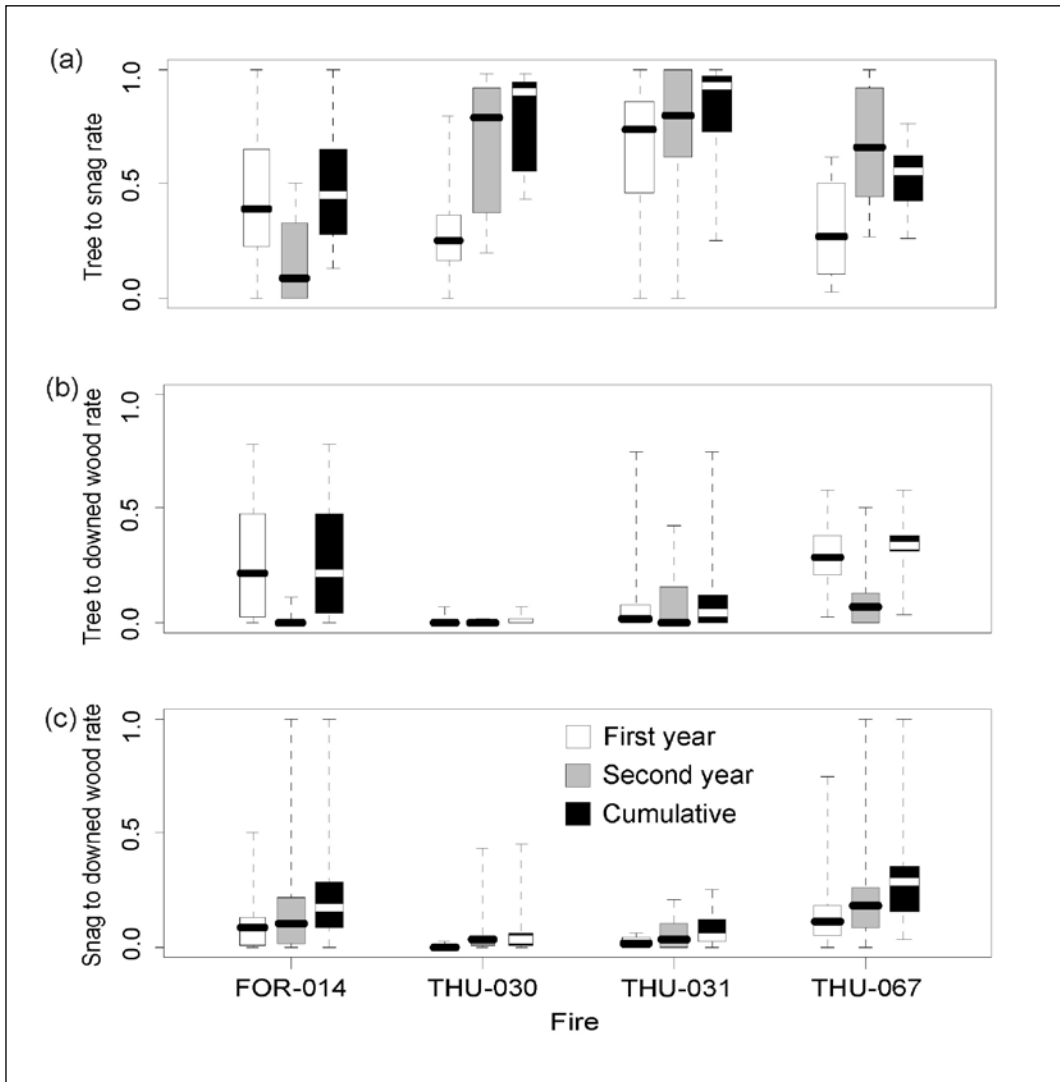 (a)
Tree to snag rate
1.0
0.5
0.0
(b)
Tree to downed wood rate
1.0
0.5
0.0
(c)
Snag to downed wood rate
1.0
0.5
0.0
First year
Second year
Cumulative
FOR-014 THU-030 THU-031 THU-067
Fire